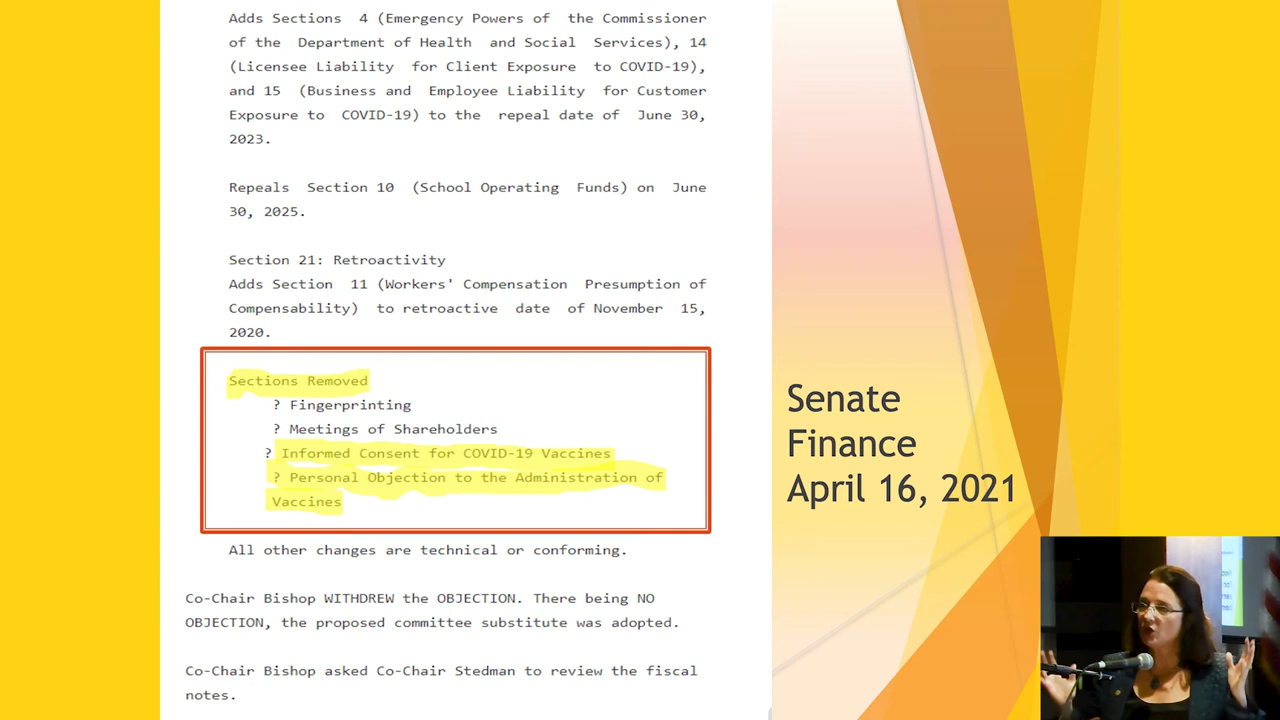 Adds Sections 4 (Emergency Powers of the Commissioner
of the Department of Health and Social Services), 14
(Licensee Liability for Client Exposure to COVID-19),
and 15 (Business and Employee Liability for Customer
Exposure to COVID-19) to the repeal date of June 30,
2023.
Repeals Section 10 (School Operating Funds) on June
30, 2025.
Section 21: Retroactivity
Adds Section 11 (Workers' Compensation Presumption of
Compensability) to retroactive date of November 15,
2020.
Sections Removed
? Fingerprinting
? Meetings of Shareholders
? Informed Consent for COVID-19 Vaccines
? Personal Objection to the Administration of
Vaccines
All other changes are technical or conforming.
Co-Chair Bishop WITHDREW the OBJECTION. There being NO
OBJECTION, the proposed committee substitute was adopted.
Co-Chair Bishop asked Co-Chair Stedman to review the fiscal
notes.
Senate
Finance
April 16, 2021